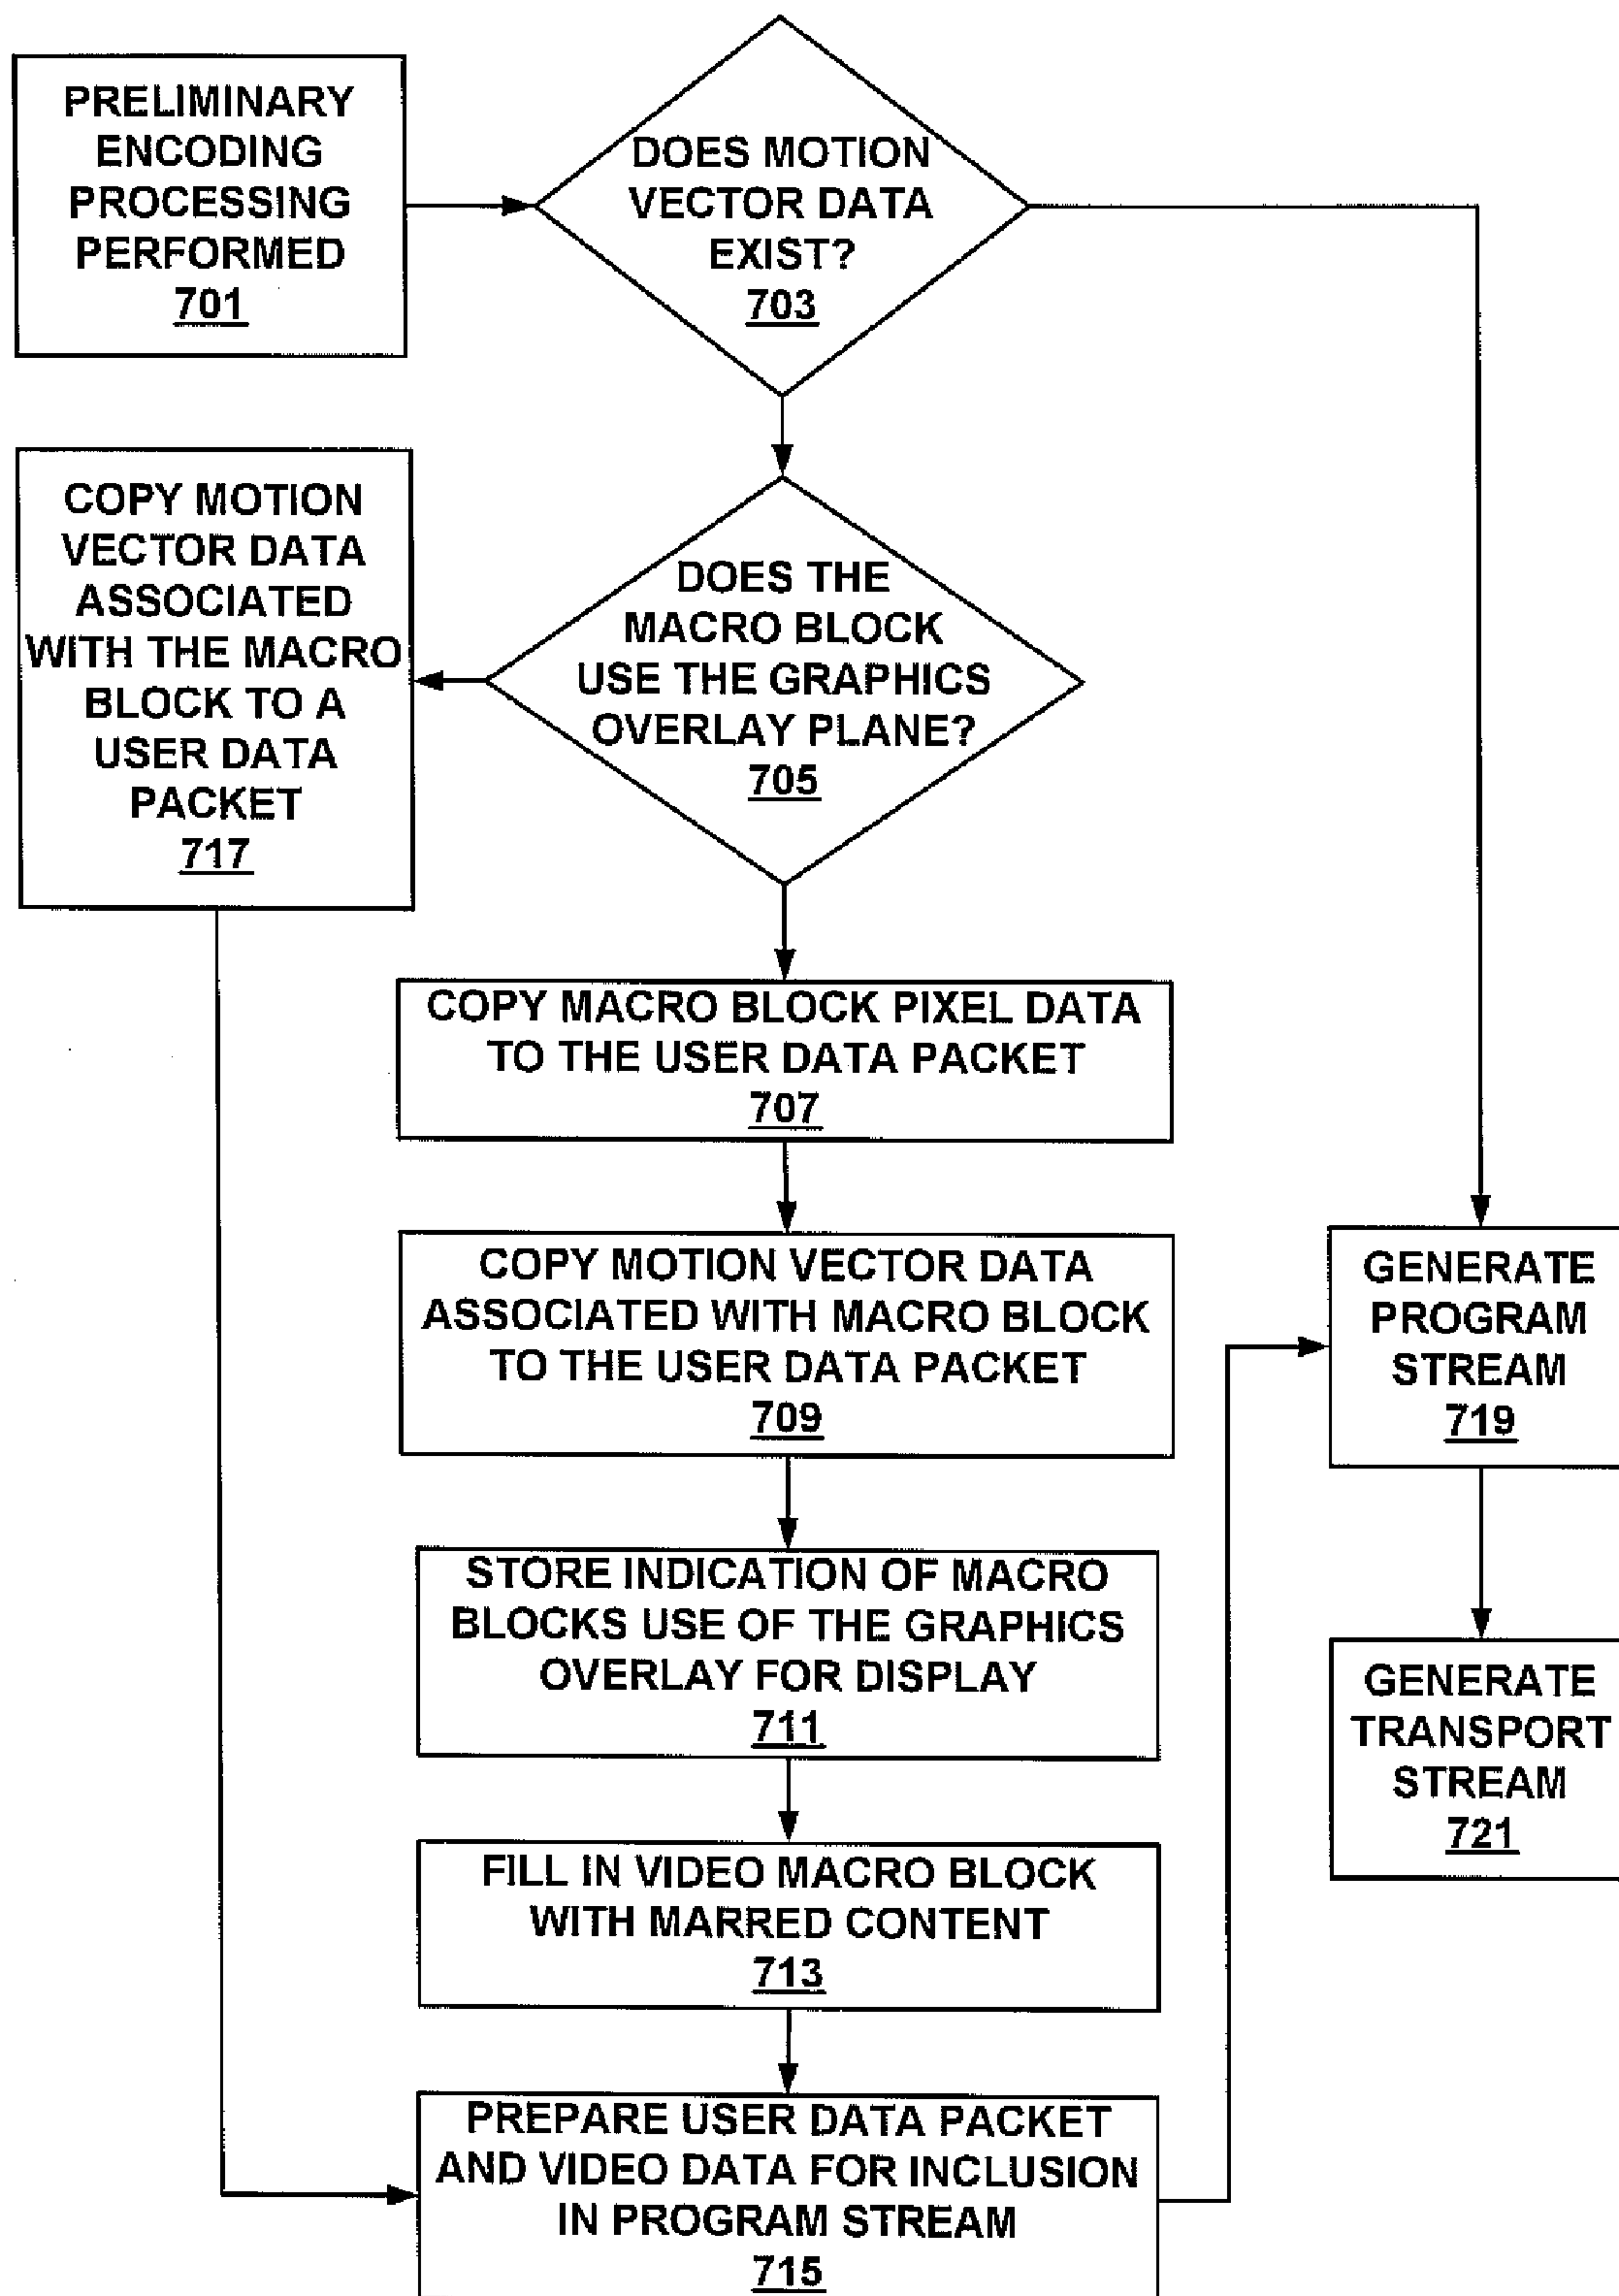 PRELIMINARY
ENCODING
PROCESSING
PERFORMED
701
DOES MOTION
VECTOR DATA
EXIST?
703
COPY MOTION
VECTOR DATA
ASSOCIATED
WITH THE MACRO
BLOCK TO A
USER DATA
PACKET
717
DOES THE
MACRO BLOCK
USE THE GRAPHICS
OVERLAY PLANE?
705
COPY MACRO BLOCK PIXEL DATA
TO THE USER DATA PACKET
707
COPY MOTION VECTOR DATA
ASSOCIATED WITH MACRO BLOCK
TO THE USER DATA PACKET
709
STORE INDICATION OF MACRO
BLOCKS USE OF THE GRAPHICS
OVERLAY FOR DISPLAY
711
FILL IN VIDEO MACRO BLOCK
WITH MARRED CONTENT
713
PREPARE USER DATA PACKET
AND VIDEO DATA FOR INCLUSION
IN PROGRAM STREAM
715
GENERATE
PROGRAM
STREAM
719
GENERATE
TRANSPORT
STREAM
721